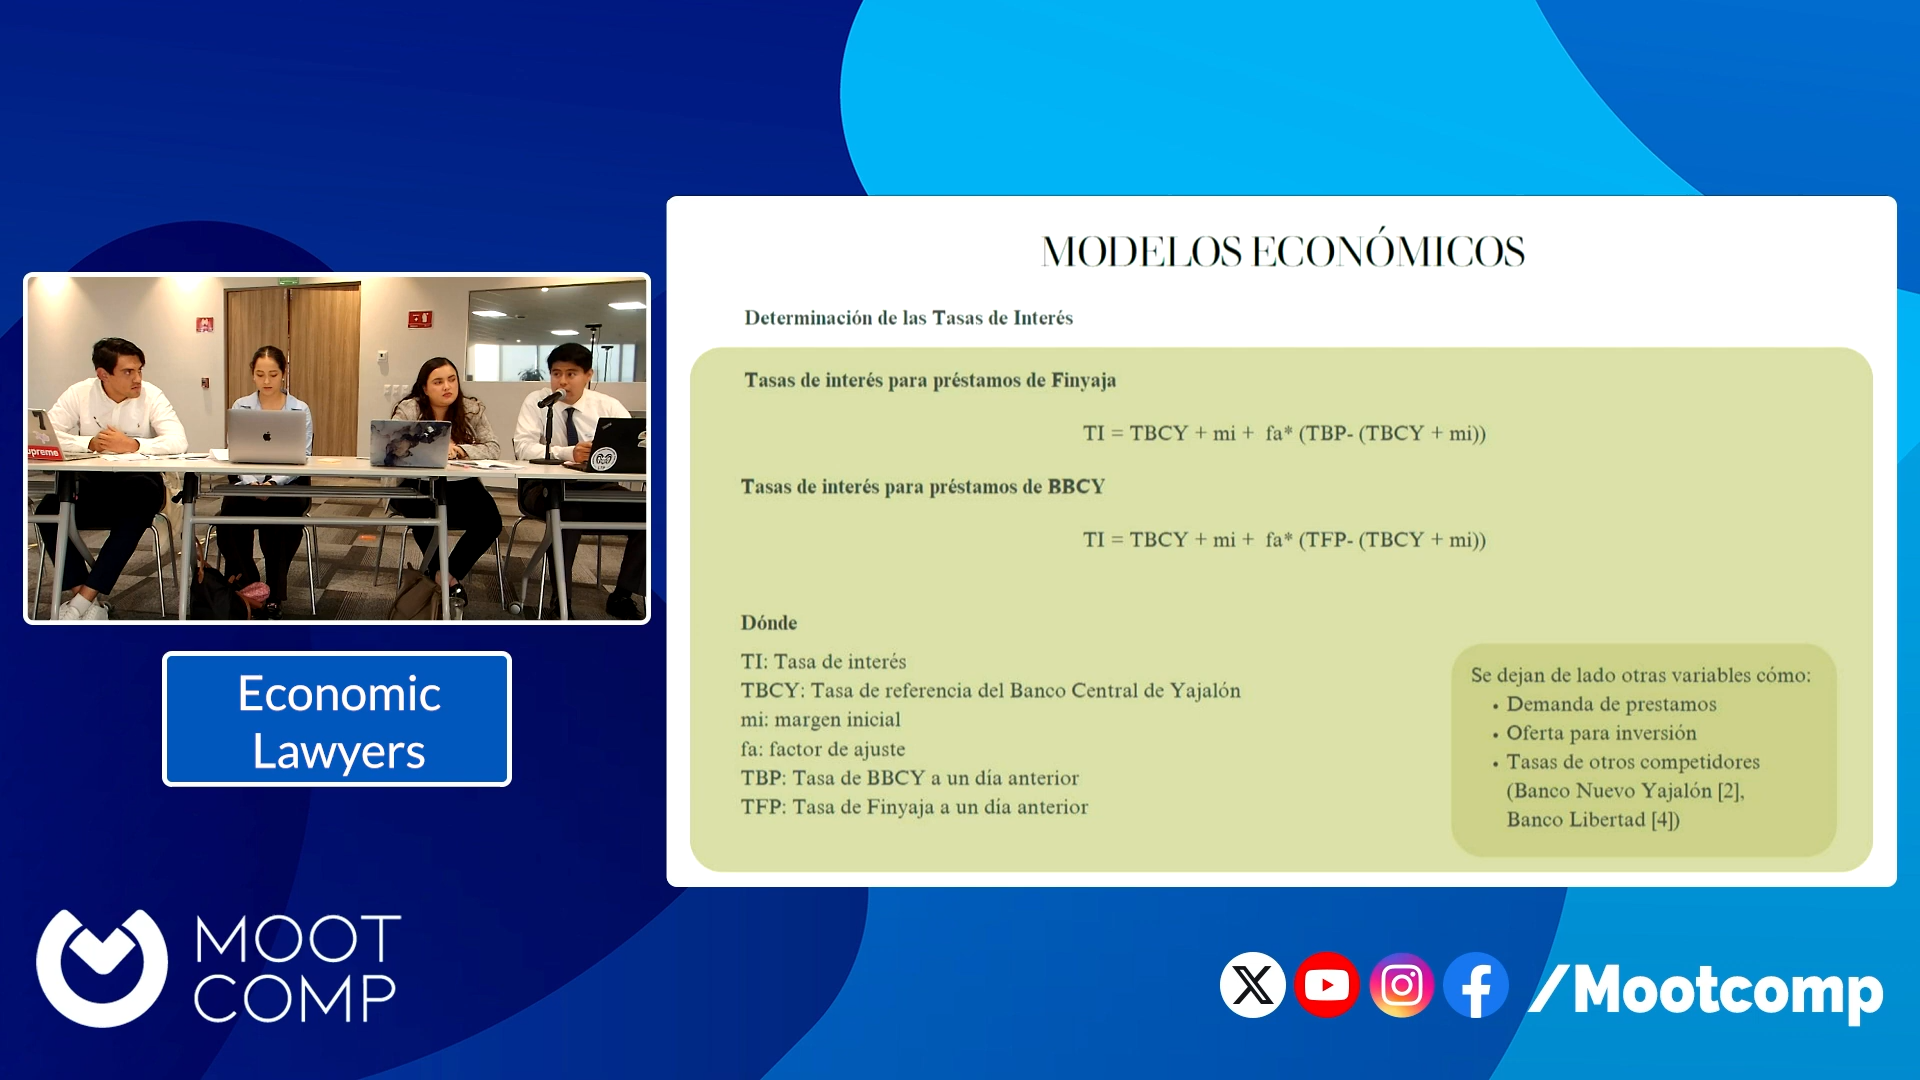 MODELOS ECONÓMICOS
Determinación de las Tasas de Interés
Tasas de interés para préstamos de Finyaja
TI = TBCY + mi + fa* (TBP- (TBCY + mi))
Tasas de interés para préstamos de BBCY
TI = TBCY + mi + fa* (TFP- (TBCY + mi))
Dónde
TI: Tasa de interés
TBCY: Tasa de referencia del Banco Central de Yajalón
mi: margen inicial
fa: factor de ajuste
TBP: Tasa de BBCY a un día anterior
TFP: Tasa de Finyaja a un día anterior
Se dejan de lado otras variables cómo:
• Demanda de prestamos
• Oferta para inversión
• Tasas de otros competidores
(Banco Nuevo Yajalón [2],
Banco Libertad [4])
upreme
Economic
Lawyers
MOOT
COMP
/Mootcomp